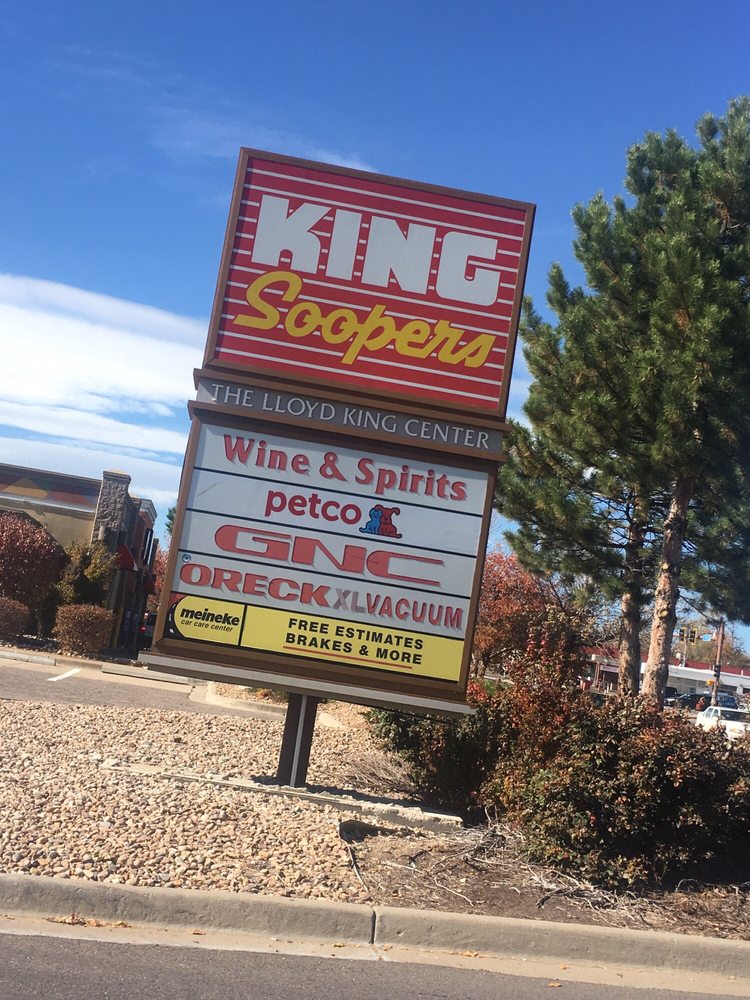 KING
Soopers
THE LLOYD KING CENTER
Wine & Spirits
petco
GNC
ORECK XL VACUUM
meineke
car care center
FREE ESTIMATES
BRAKES & MORE